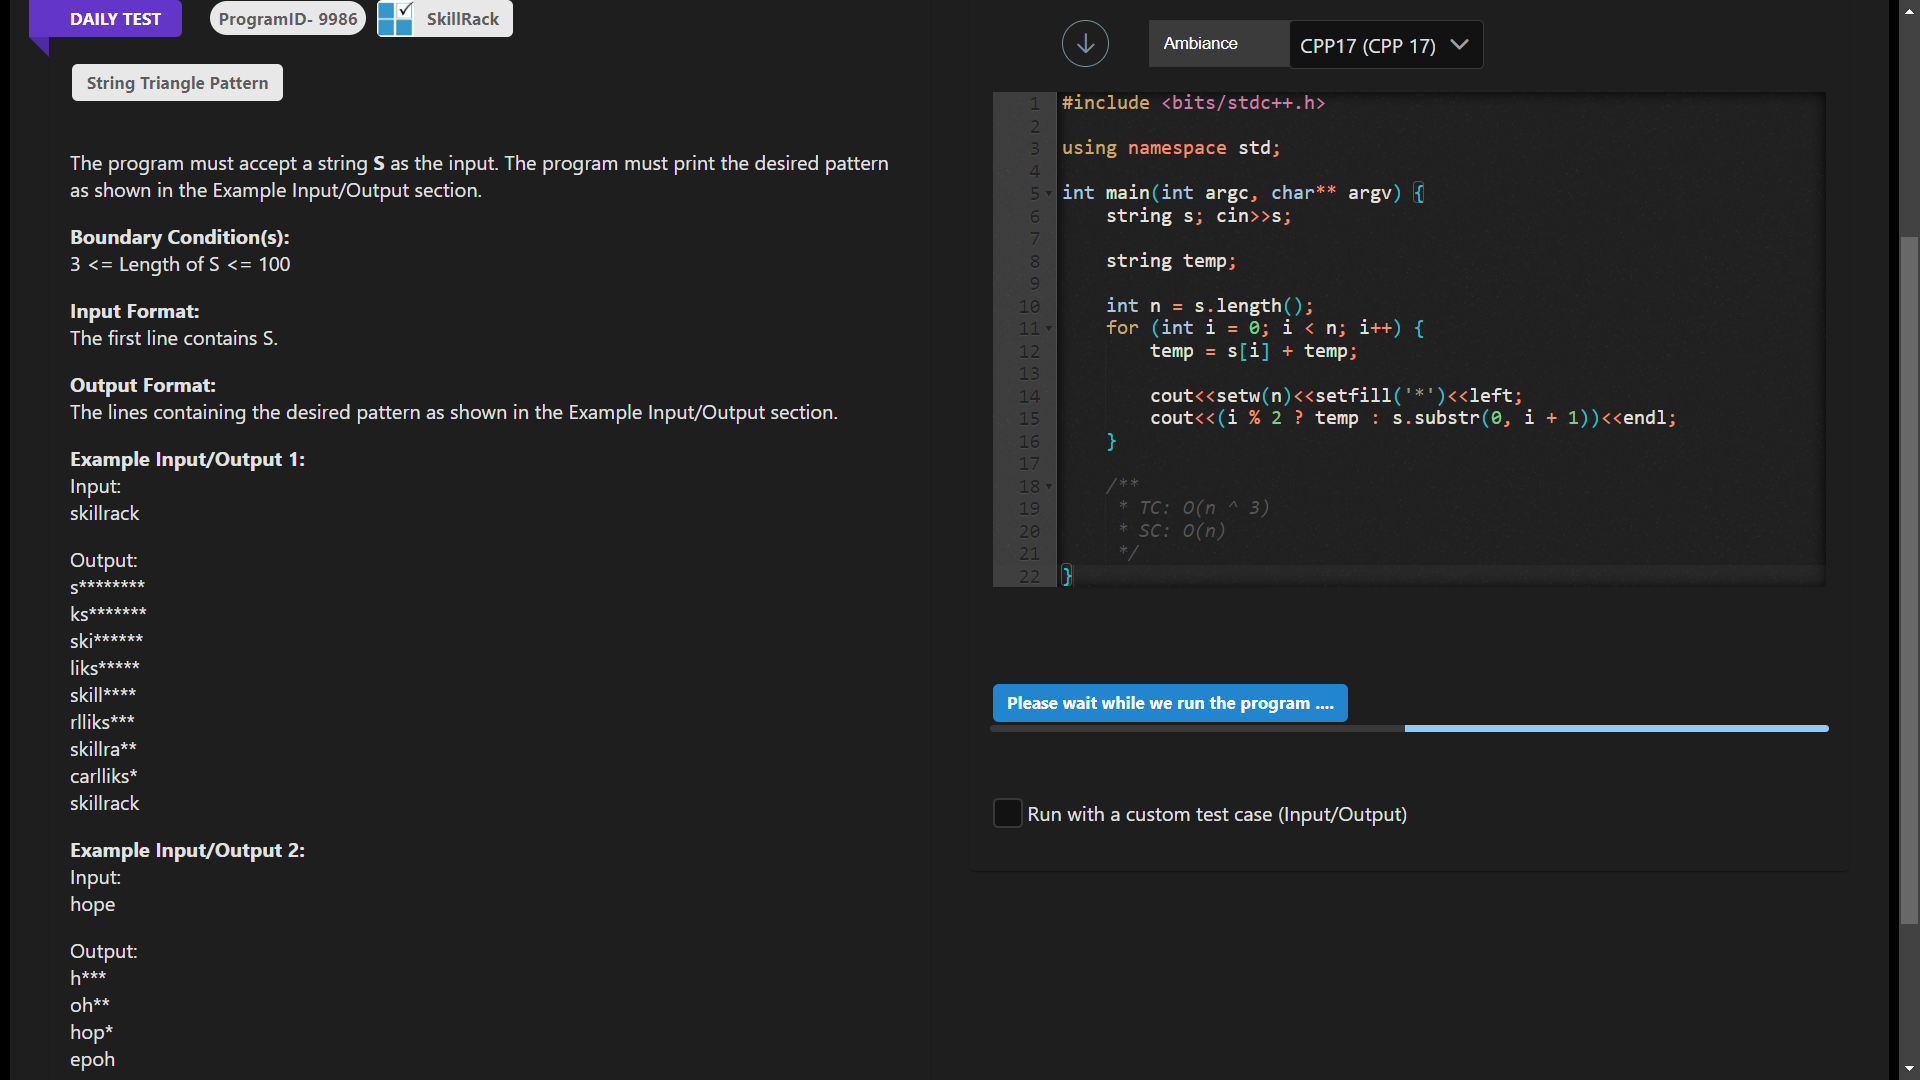 DAILY TEST
ProgramID- 9986
SkillRack
String Triangle Pattern
The program must accept a string S as the input. The program must print the desired pattern
as shown in the Example Input/Output section.
Boundary Condition(s):
3 <= Length of S <= 100
Input Format:
The first line contains S.
Output Format:
The lines containing the desired pattern as shown in the Example Input/Output section.
Example Input/Output 1:
Input:
skillrack
Output:
s********
ks*******
ski******
liks*****
skill****
rlliks***
skillra**
carlliks*
skillrack
Example Input/Output 2:
Input:
hope
Output:
h***
oh**
hop*
epoh
Ambiance
CPP17 (CPP 17)
1 #include <bits/stdc++.h>
2
3 using namespace std;
4
5 int main(int argc, char** argv) {
6     string s; cin>>s;
7
8     string temp;
9
10     int n = s.length();
11     for (int i = 0; i < n; i++) {
12         temp = s[i] + temp;
13
14         cout<<setw(n)<<setfill('*')<<left;
15         cout<<(i % 2 ? temp : s.substr(0, i + 1))<<endl;
16     }
17
18     /**
19      * TC: O(n ^ 3)
20      * SC: O(n)
21      */
22 }
Please wait while we run the program ....
Run with a custom test case (Input/Output)